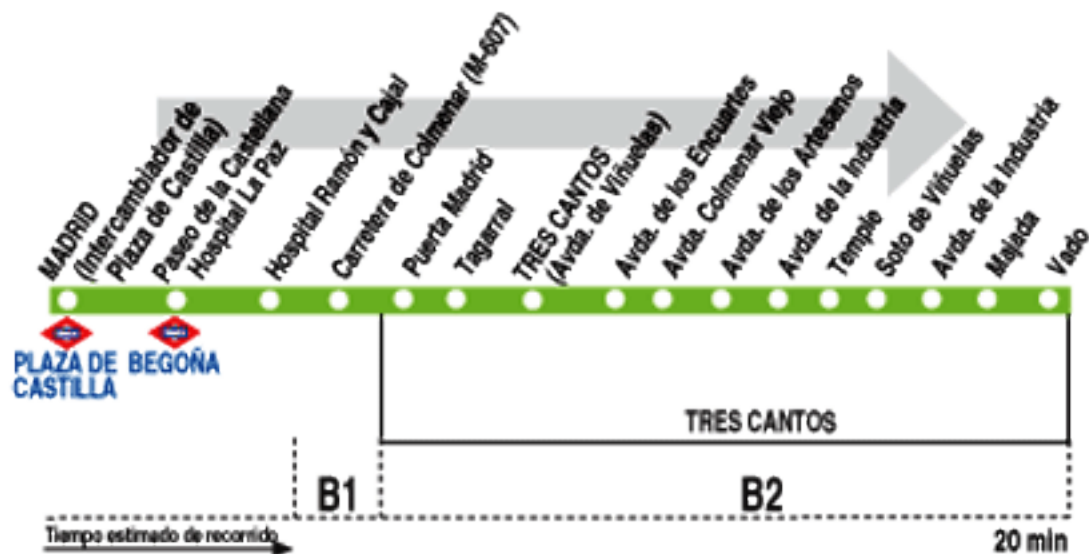 MADRID
(Intercambiador de
Plaza de Castilla)
Paseo de la Castellana
Hospital La Paz
Hospital Ramón y Cajal
Carretera de Colmenar (M-607)
Puerta Madrid
Tagarral
TRES CANTOS
(Avda. de Viñuelas)
Avda. de los Encuartes
Avda. Colmenar Viejo
Avda. de los Artesanos
Avda. de la Industria
Temple
Soto de Viñuelas
Avda. de la Industria
Majada
Vado
PLAZA DE
CASTILLA
BEGOÑA
TRES CANTOS
B1
B2
Tiempo estimado de recorrido
20 min